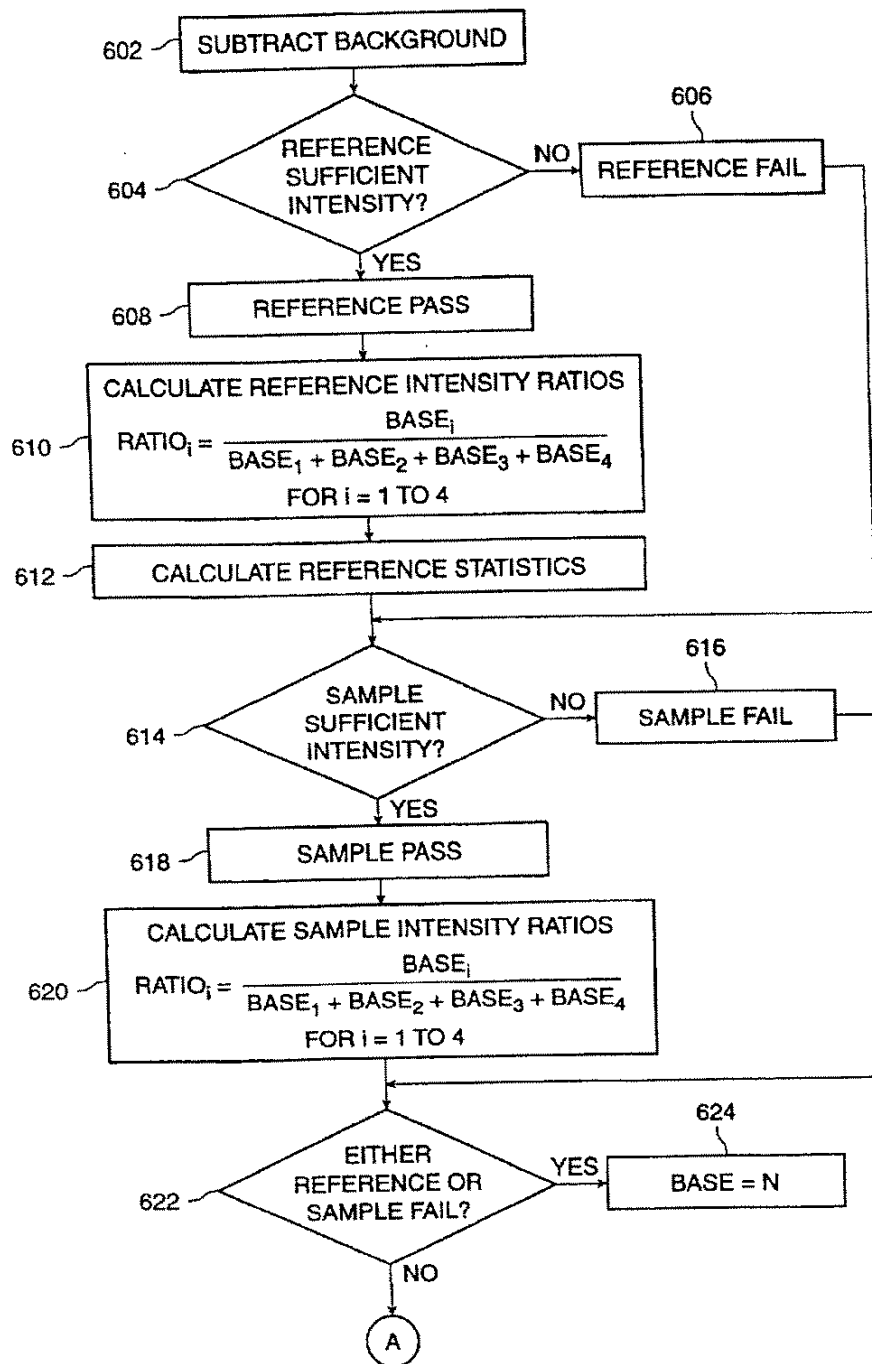 602
SUBTRACT BACKGROUND
604
REFERENCE
SUFFICIENT
INTENSITY?
NO
606
REFERENCE FAIL
YES
608
REFERENCE PASS
610
CALCULATE REFERENCE INTENSITY RATIOS
RATIOi = BASEi
BASE1 + BASE2 + BASE3 + BASE4
FOR i = 1 TO 4
612
CALCULATE REFERENCE STATISTICS
614
SAMPLE
SUFFICIENT
INTENSITY?
NO
616
SAMPLE FAIL
YES
618
SAMPLE PASS
620
CALCULATE SAMPLE INTENSITY RATIOS
RATIOi = BASEi
BASE1 + BASE2 + BASE3 + BASE4
FOR i = 1 TO 4
622
EITHER
REFERENCE OR
SAMPLE FAIL?
YES
624
BASE = N
NO
A